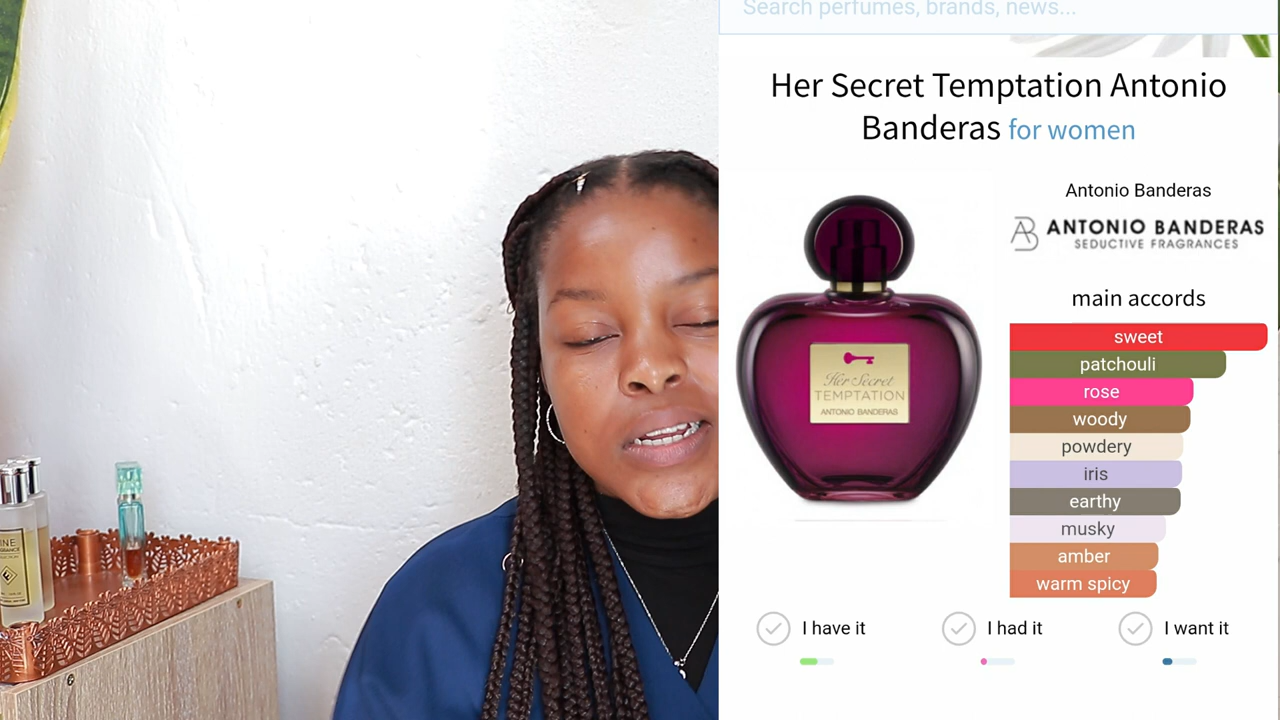 Search perfumes, brands, news...
Her Secret Temptation Antonio
Banderas for women
Antonio Banderas
AB ANTONIO BANDERAS
SEDUCTIVE FRAGRANCES
main accords
sweet
patchouli
rose
woody
powdery
iris
earthy
musky
amber
warm spicy
Her Secret
TEMPTATION
ANTONIO BANDERAS
I have it
I had it
I want it
INE
E